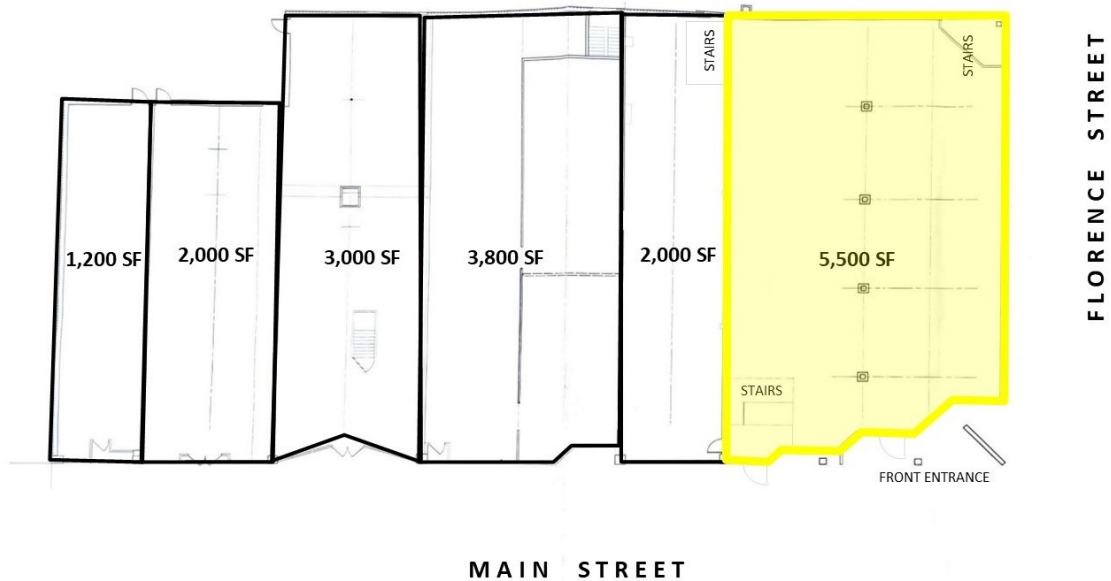 STAIRS
STAIRS
FLORENCE STREET
1,200 SF
2,000 SF
3,000 SF
3,800 SF
2,000 SF
5,500 SF
STAIRS
FRONT ENTRANCE
MAIN STREET